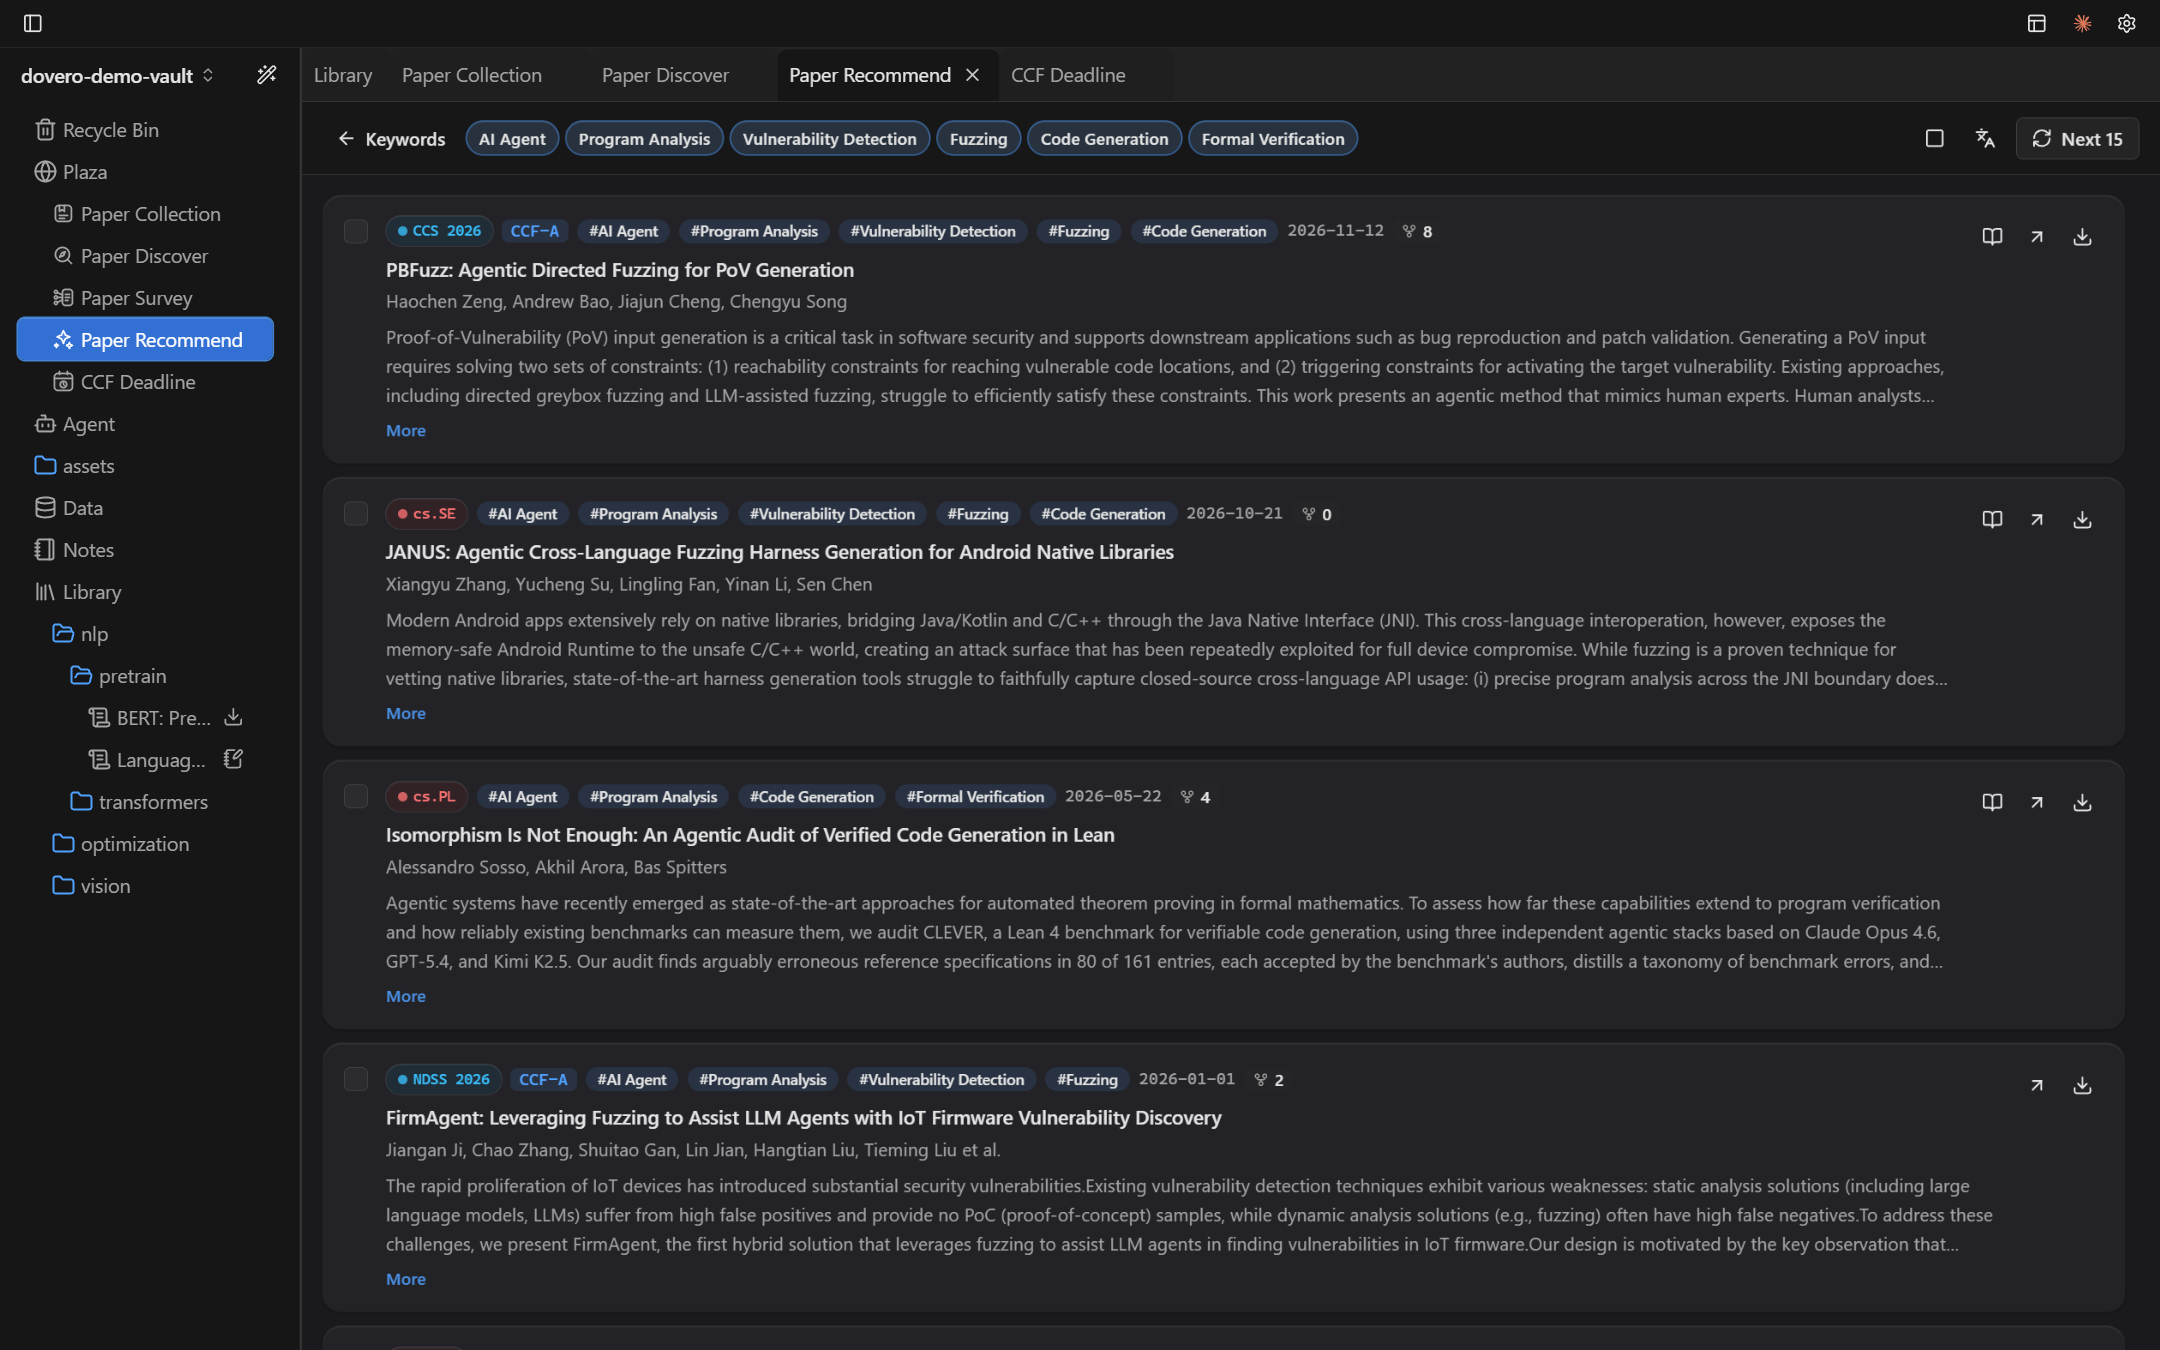 dovero-demo-vault
Recycle Bin
Plaza
Paper Collection
Paper Discover
Paper Survey
Paper Recommend
CCF Deadline
Agent
assets
Data
Notes
Library
nlp
pretrain
BERT: Pre...
Languag...
transformers
optimization
vision
Library Paper Collection Paper Discover Paper Recommend CCF Deadline
Keywords AI Agent Program Analysis Vulnerability Detection Fuzzing Code Generation Formal Verification Next 15
CCS 2026 CCF-A #AI Agent #Program Analysis #Vulnerability Detection #Fuzzing #Code Generation 2026-11-12 8
PBFuzz: Agentic Directed Fuzzing for PoV Generation
Haochen Zeng, Andrew Bao, Jiajun Cheng, Chengyu Song
Proof-of-Vulnerability (PoV) input generation is a critical task in software security and supports downstream applications such as bug reproduction and patch validation. Generating a PoV input
requires solving two sets of constraints: (1) reachability constraints for reaching vulnerable code locations, and (2) triggering constraints for activating the target vulnerability. Existing approaches,
including directed greybox fuzzing and LLM-assisted fuzzing, struggle to efficiently satisfy these constraints. This work presents an agentic method that mimics human experts. Human analysts...
More
cs.SE #AI Agent #Program Analysis #Vulnerability Detection #Fuzzing #Code Generation 2026-10-21 0
JANUS: Agentic Cross-Language Fuzzing Harness Generation for Android Native Libraries
Xiangyu Zhang, Yucheng Su, Lingling Fan, Yinan Li, Sen Chen
Modern Android apps extensively rely on native libraries, bridging Java/Kotlin and C/C++ through the Java Native Interface (JNI). This cross-language interoperation, however, exposes the
memory-safe Android Runtime to the unsafe C/C++ world, creating an attack surface that has been repeatedly exploited for full device compromise. While fuzzing is a proven technique for
vetting native libraries, state-of-the-art harness generation tools struggle to faithfully capture closed-source cross-language API usage: (i) precise program analysis across the JNI boundary does...
More
cs.PL #AI Agent #Program Analysis #Code Generation #Formal Verification 2026-05-22 4
Isomorphism Is Not Enough: An Agentic Audit of Verified Code Generation in Lean
Alessandro Sosso, Akhil Arora, Bas Spitters
Agentic systems have recently emerged as state-of-the-art approaches for automated theorem proving in formal mathematics. To assess how far these capabilities extend to program verification
and how reliably existing benchmarks can measure them, we audit CLEVER, a Lean 4 benchmark for verifiable code generation, using three independent agentic stacks based on Claude Opus 4.6,
GPT-5.4, and Kimi K2.5. Our audit finds arguably erroneous reference specifications in 80 of 161 entries, each accepted by the benchmark's authors, distills a taxonomy of benchmark errors, and...
More
NDSS 2026 CCF-A #AI Agent #Program Analysis #Vulnerability Detection #Fuzzing 2026-01-01 2
FirmAgent: Leveraging Fuzzing to Assist LLM Agents with IoT Firmware Vulnerability Discovery
Jiangan Ji, Chao Zhang, Shuitao Gan, Lin Jian, Hangtian Liu, Tieming Liu et al.
The rapid proliferation of IoT devices has introduced substantial security vulnerabilities.Existing vulnerability detection techniques exhibit various weaknesses: static analysis solutions (including large
language models, LLMs) suffer from high false positives and provide no PoC (proof-of-concept) samples, while dynamic analysis solutions (e.g., fuzzing) often have high false negatives.To address these
challenges, we present FirmAgent, the first hybrid solution that leverages fuzzing to assist LLM agents in finding vulnerabilities in IoT firmware.Our design is motivated by the key observation that...
More